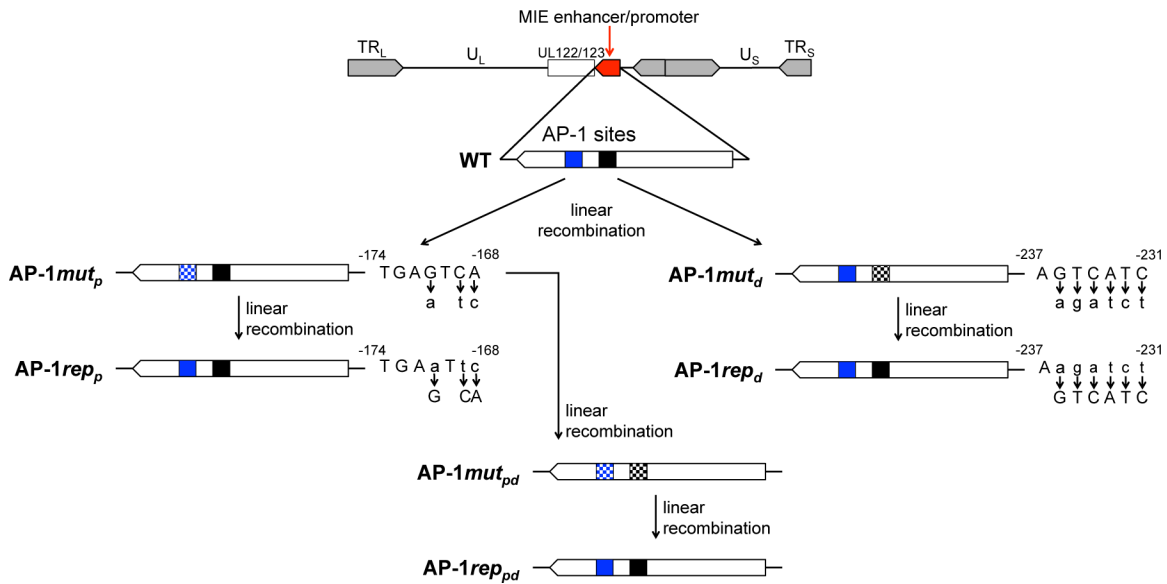 MIE enhancer/promoter
TRL UL UL122/123 US TRS
AP-1 sites
WT
linear
recombination
AP-1mutp -174 TGAGTCA -168
a tc
linear
recombination
AP-1repp -174 TGAaTtc -168
G CA
AP-1mutd -237 AGTCATC -231
agatct
linear
recombination
AP-1repd -237 Aagatct -231
GTCATC
linear
recombination
AP-1mutpd
linear
recombination
AP-1reppd